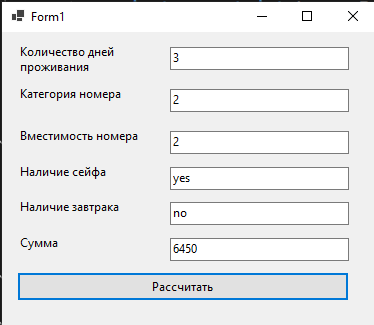 Form1
Количество дней
проживания
3
Категория номера
2
Вместимость номера
2
Наличие сейфа
yes
Наличие завтрака
no
Сумма
6450
Рассчитать